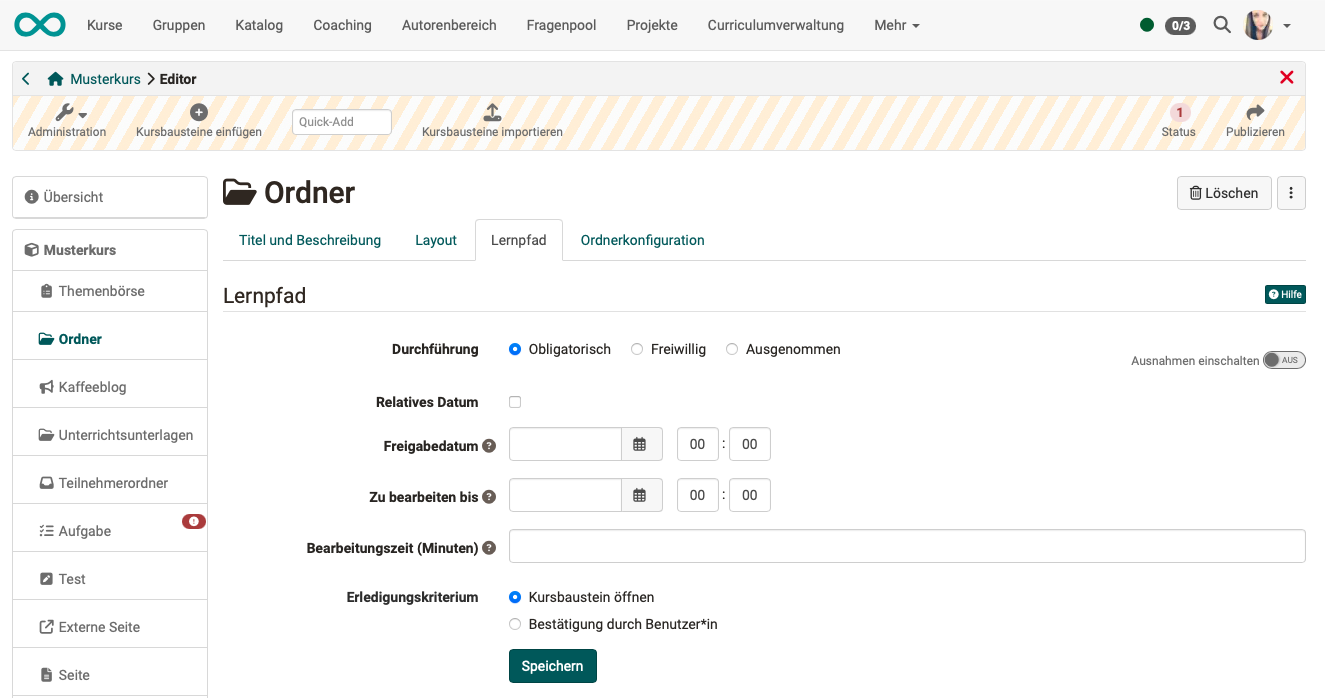 Kurse Gruppen Katalog Coaching Autorenbereich Fragenpool Projekte Curriculumverwaltung Mehr 0/3
Musterkurs Editor
Administration Kursbausteine einfügen Quick-Add Kursbausteine importieren 1 Status Publizieren
Übersicht
Musterkurs
Themenbörse
Ordner
Kaffeeblog
Unterrichtsunterlagen
Teilnehmerordner
Aufgabe
Test
Externe Seite
Seite
Ordner
Löschen
Titel und Beschreibung Layout Lernpfad Ordnerkonfiguration
Lernpfad
Hilfe
Durchführung Obligatorisch Freiwillig Ausgenommen
Ausnahmen einschalten AUS
Relatives Datum
Freigabedatum 00 : 00
Zu bearbeiten bis 00 : 00
Bearbeitungszeit (Minuten)
Erledigungskriterium Kursbaustein öffnen
Bestätigung durch Benutzer*in
Speichern